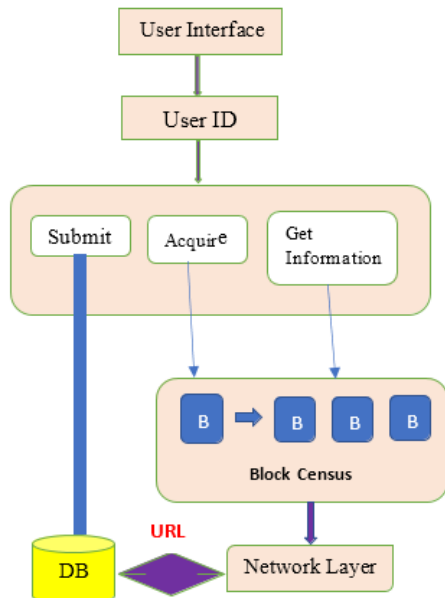 User Interface
User ID
Submit
Acquire
Get
Information
B
B
B
B
Block Census
URL
DB
Network Layer